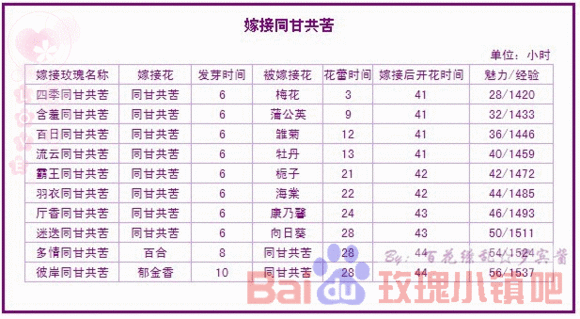 嫁接同甘共苦
单位：小时
嫁接玫瑰名称 嫁接花 发芽时间 被嫁接花 花蕾时间 嫁接后开花时间 魅力/经验
四季同甘共苦 同甘共苦 6 梅花 3 41 28/1420
含羞同甘共苦 同甘共苦 6 蒲公英 9 41 32/1433
百日同甘共苦 同甘共苦 6 雏菊 12 41 36/1446
流云同甘共苦 同甘共苦 6 牡丹 13 41 40/1459
霸王同甘共苦 同甘共苦 6 栀子 21 42 42/1472
羽衣同甘共苦 同甘共苦 6 海棠 22 42 44/1485
厅香同甘共苦 同甘共苦 6 康乃馨 24 43 46/1493
迷迭同甘共苦 同甘共苦 6 向日葵 28 43 50/1511
多情同甘共苦 百合 8 同甘共苦 28 44 54/1524
彼岸同甘共苦 郁金香 10 同甘共苦 28 44 56/1537
By: 百花缭乱
Bai du 玫瑰小镇吧